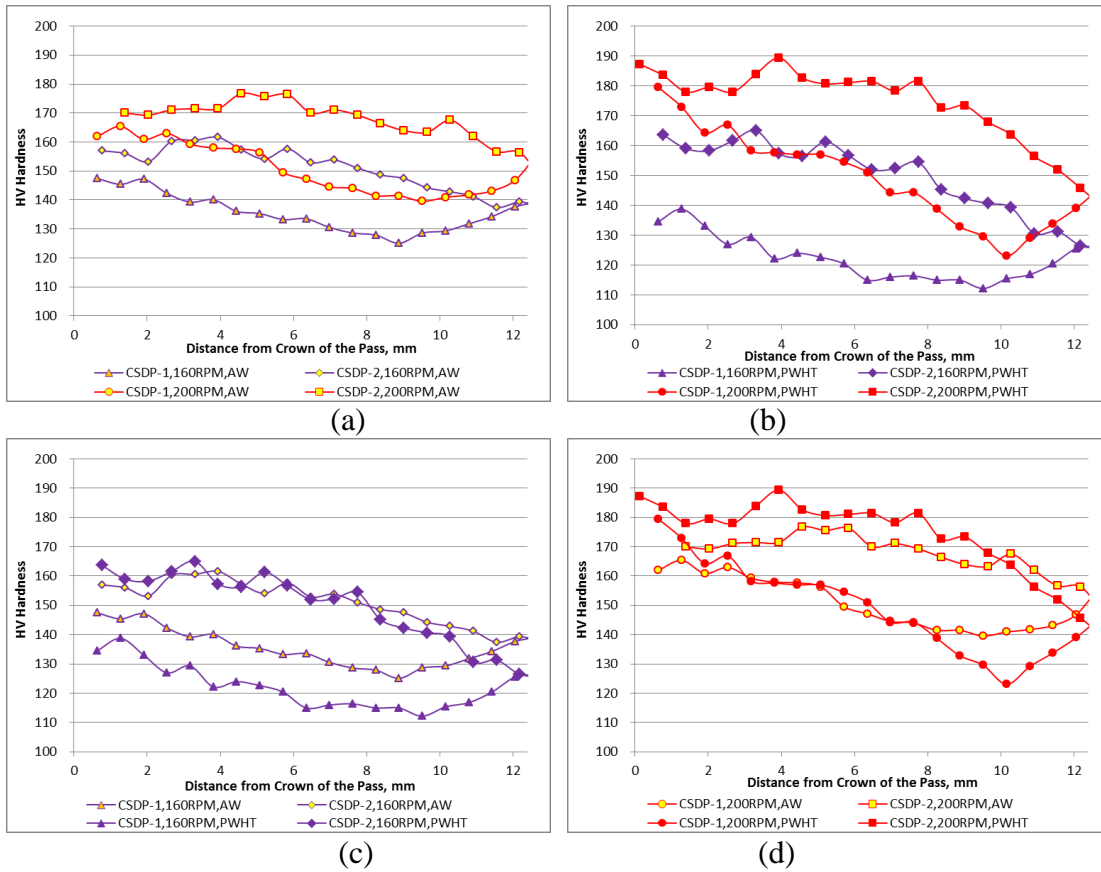 200
190
180
170
160
150
140
130
120
110
100
HV Hardness
0 2 4 6 8 10 12
Distance from Crown of the Pass, mm
CSDP-1,160RPM,AW CSDP-2,160RPM,AW
CSDP-1,200RPM,AW CSDP-2,200RPM,AW
(a)
200
190
180
170
160
150
140
130
120
110
100
HV Hardness
0 2 4 6 8 10 12
Distance from Crown of the Pass, mm
CSDP-1,160RPM,PWHT CSDP-2,160RPM,PWHT
CSDP-1,200RPM,PWHT CSDP-2,200RPM,PWHT
(b)
200
190
180
170
160
150
140
130
120
110
100
HV Hardness
0 2 4 6 8 10 12
Distance from Crown of the Pass, mm
CSDP-1,160RPM,AW CSDP-2,160RPM,AW
CSDP-1,160RPM,PWHT CSDP-2,160RPM,PWHT
(c)
200
190
180
170
160
150
140
130
120
110
100
HV Hardness
0 2 4 6 8 10 12
Distance from Crown of the Pass, mm
CSDP-1,200RPM,AW CSDP-2,200RPM,AW
CSDP-1,200RPM,PWHT CSDP-2,200RPM,PWHT
(d)